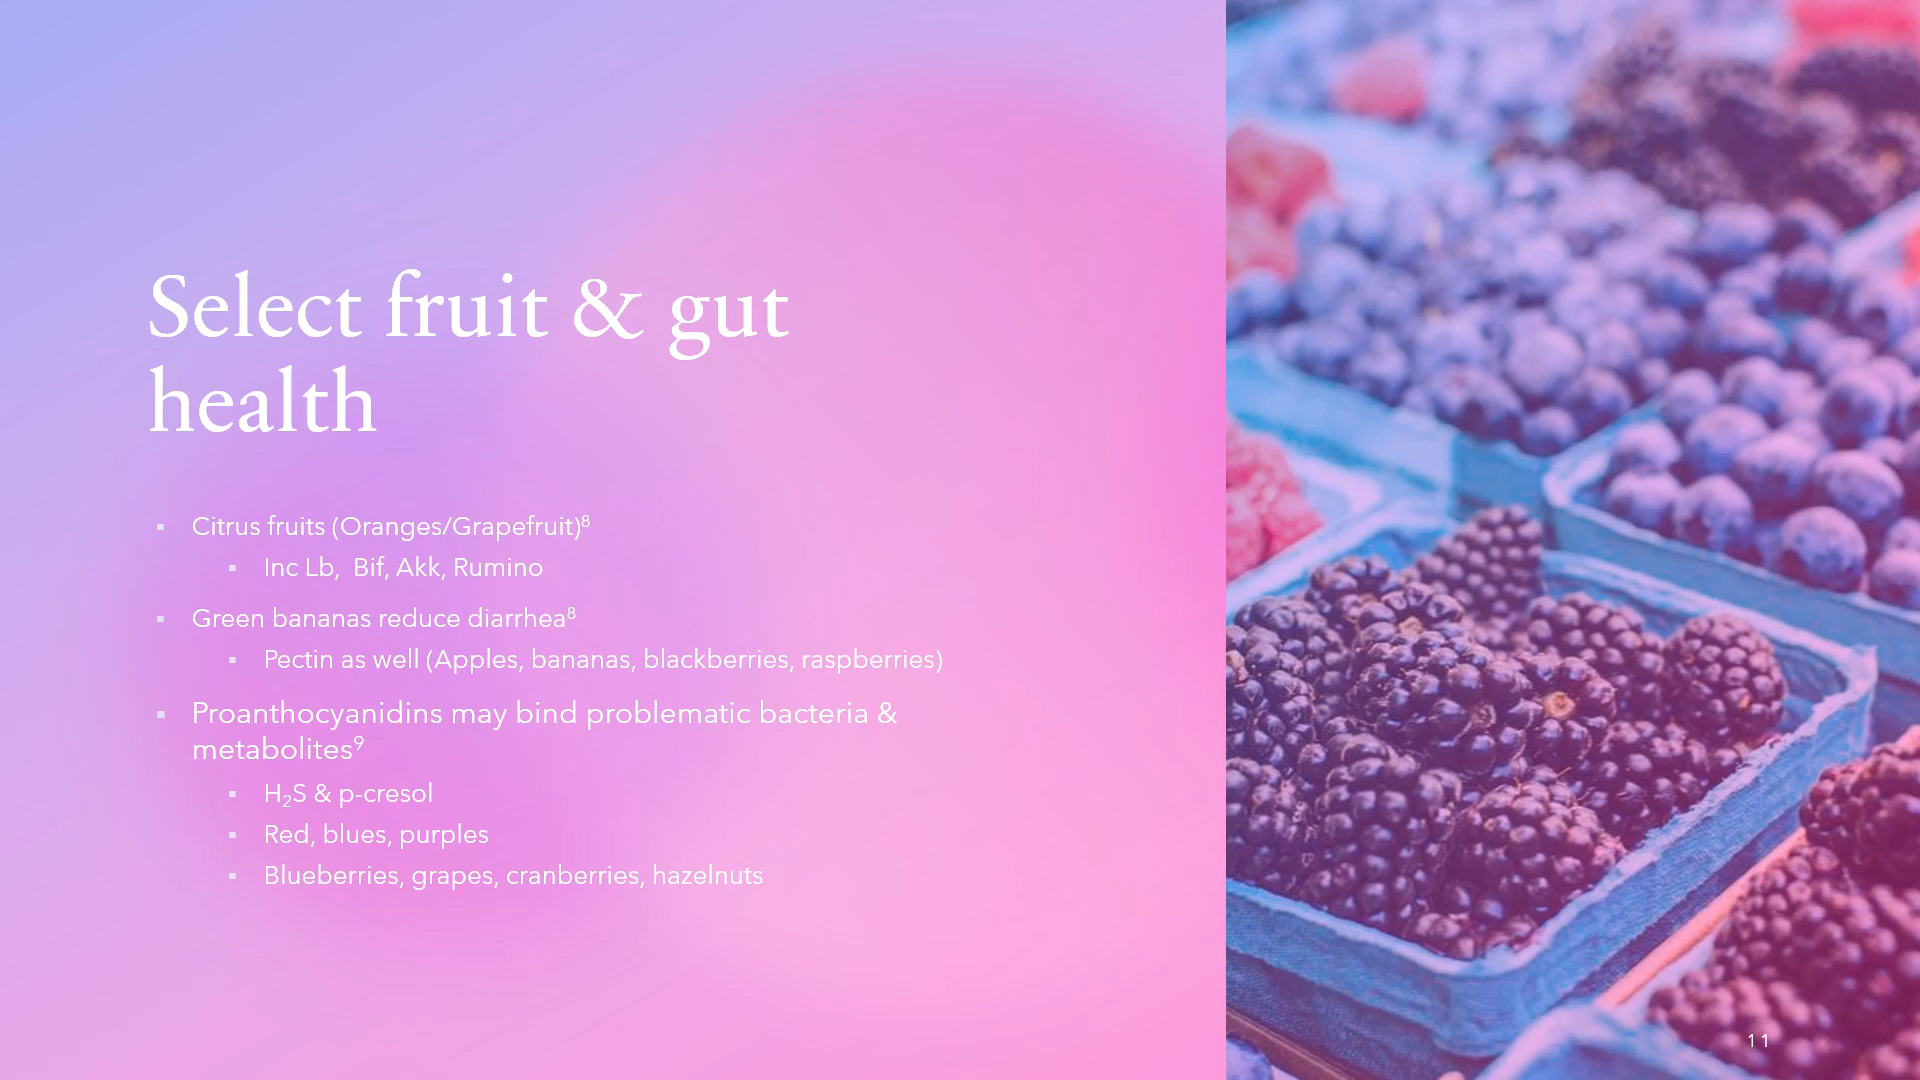 Select fruit & gut
health
▪ Citrus fruits (Oranges/Grapefruit)⁸
▪ Inc Lb,  Bif, Akk, Rumino
▪ Green bananas reduce diarrhea⁸
▪ Pectin as well (Apples, bananas, blackberries, raspberries)
▪ Proanthocyanidins may bind problematic bacteria &
metabolites⁹
▪ H₂S & p-cresol
▪ Red, blues, purples
▪ Blueberries, grapes, cranberries, hazelnuts
11